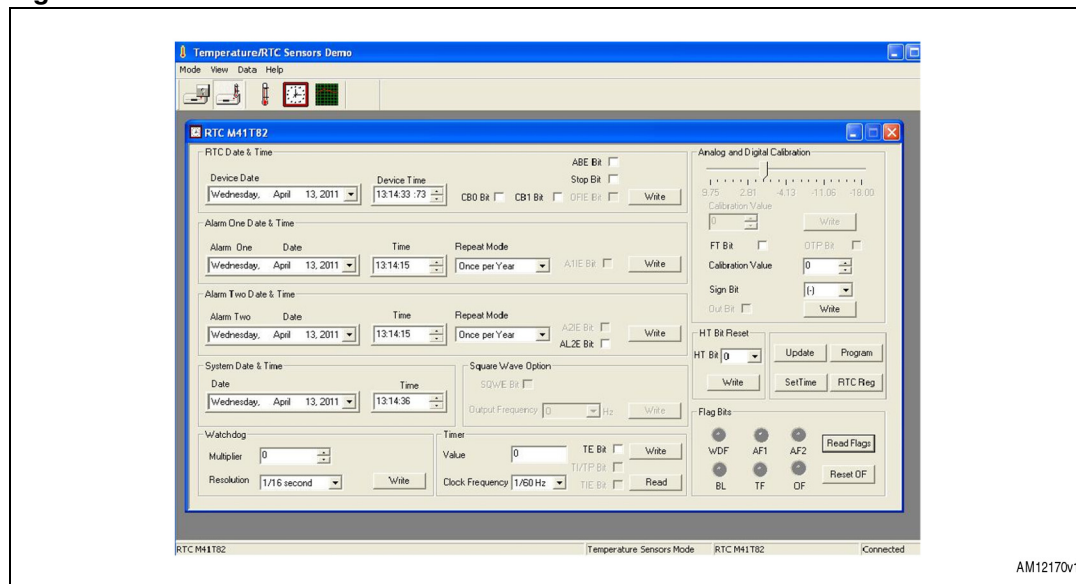 Temperature/RTC Sensors Demo
Mode View Data Help
RTC M41T82
RTC Date & Time
ABE Bit
Device Date Device Time Stop Bit
Wednesday, April 13, 2011 13:14:33 :73 CB0 Bit CB1 Bit OFIE Bit Write
Alarm One Date & Time
Alarm One Date Time Repeat Mode
Wednesday, April 13, 2011 13:14:15 Once per Year A1IE Bit Write
Alarm Two Date & Time
Alarm Two Date Time Repeat Mode
Wednesday, April 13, 2011 13:14:15 Once per Year A2IE Bit Write
AL2E Bit
System Date & Time
Date Time
Wednesday, April 13, 2011 13:14:36
Square Wave Option
SQWE Bit
Output Frequency 0 Hz Write
Watchdog
Multiplier 0
Resolution 1/16 second Write
Timer
Value 0 TE Bit Write
TI/TP Bit
Clock Frequency 1/60 Hz TIE Bit Read
Analog and Digital Calibration
9.75 2.81 -4.13 -11.06 -18.00
Calibration Value
0 Write
FT Bit OTP Bit
Calibration Value 0
Sign Bit (-)
Out Bit Write
HT Bit Reset
HT Bit 0
Write
Update Program
SetTime RTC Reg
Flag Bits
WDF AF1 AF2 Read Flags
BL TF OF Reset OF
RTC M41T82 Temperature Sensors Mode RTC M41T82 Connected
AM12170v1